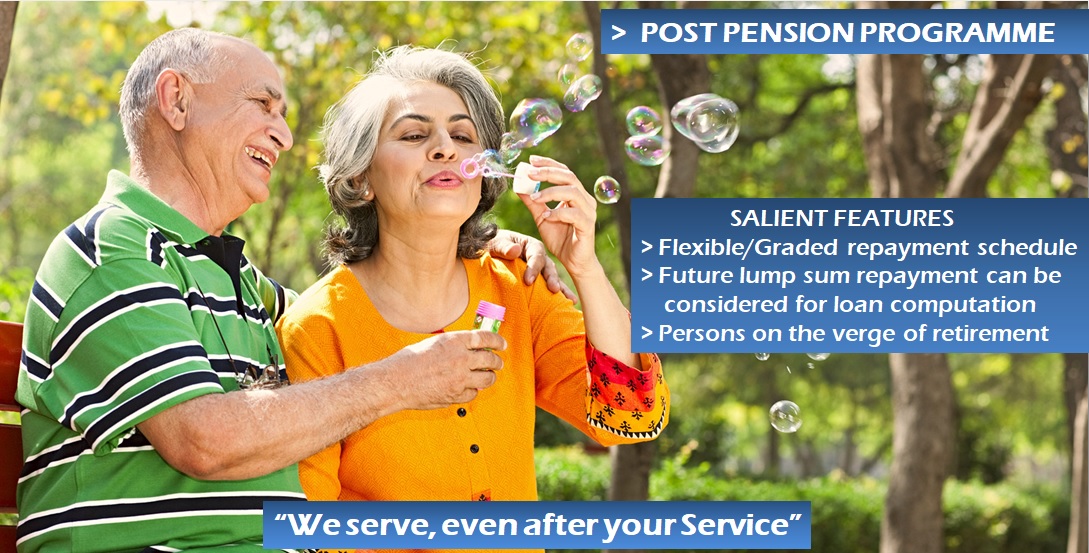 > POST PENSION PROGRAMME
SALIENT FEATURES
> Flexible/Graded repayment schedule
> Future lump sum repayment can be
considered for loan computation
> Persons on the verge of retirement
“We serve, even after your Service”